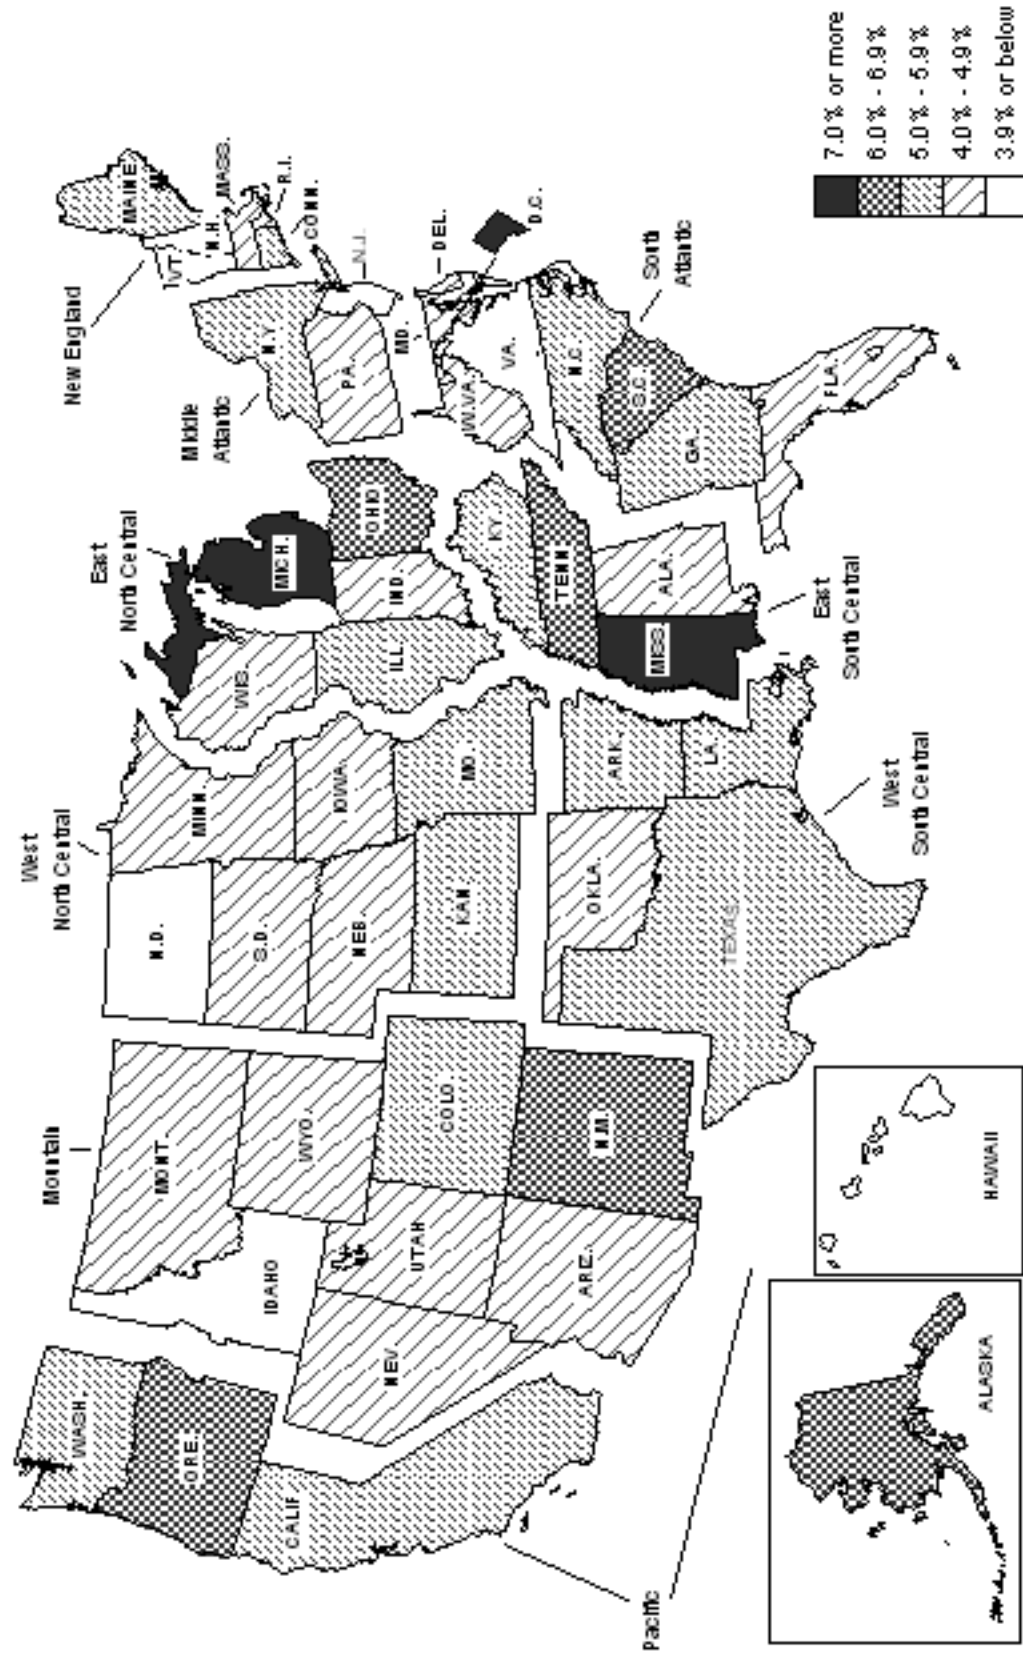 Pacific
Mountain
West
North Central
East
North Central
Middle
Atlantic
New England
South
Atlantic
East
South Central
West
South Central
WASH.
ORE.
CALIF
NEV
IDAHO
MONT.
WYO.
UTAH
ARIZ.
COLO
N.M.
N.D.
S.D.
NEB.
KAN
OKLA
TEXAS
MINN
IOWA
MO
ARK.
LA.
WIS.
ILL.
MICH.
IND.
OHIO
KY.
TENN
MISS
ALA.
N.Y.
PA.
N.J.
W.VA.
MD.
DEL.
D.C.
VA.
N.C.
S.C.
GA.
FLA.
VT
N.H.
MAINE
MASS.
R.I.
CONN.
ALASKA
HAWAII
7.0% or more
6.0% - 6.9%
5.0% - 5.9%
4.0% - 4.9%
3.9% or below